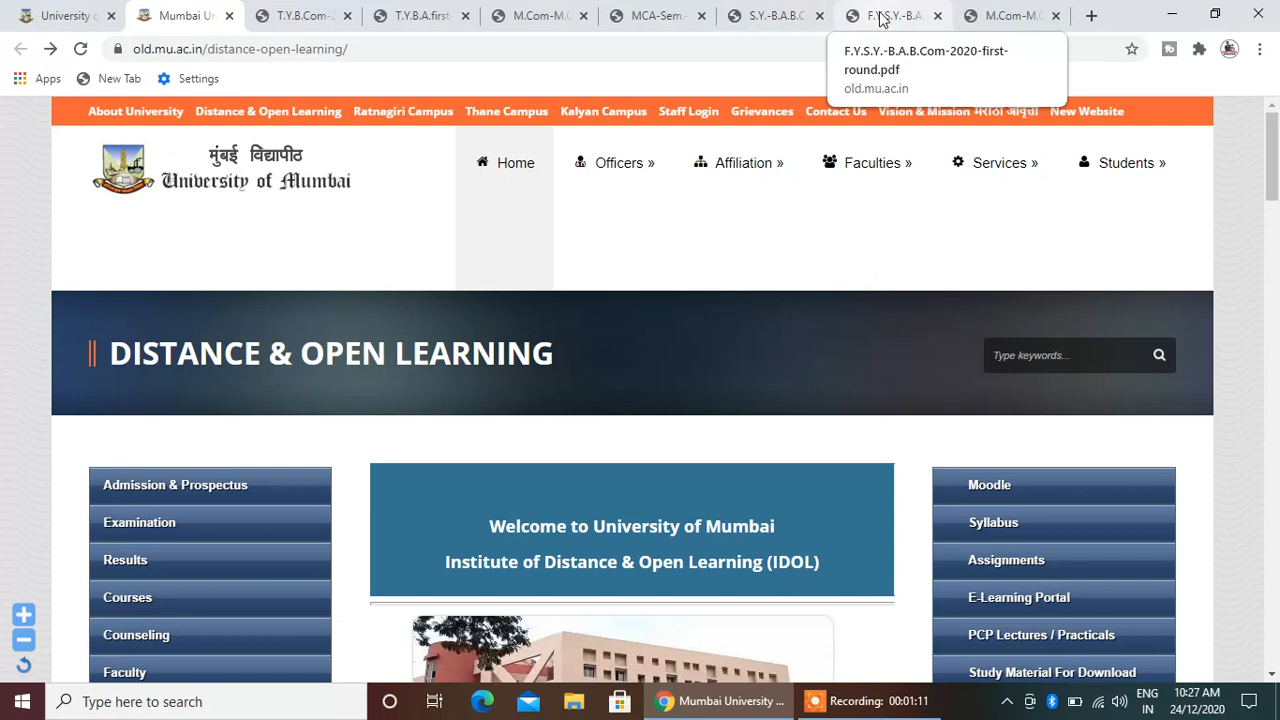 University o
Mumbai Un
T.Y.B.Com-2
T.Y.B.A.first-
M.Com-M.C
MCA-Sem.-
S.Y.-B.A.B.C
F.Y.S.Y.-B.A.
M.Com-M.C
old.mu.ac.in/distance-open-learning/
F.Y.S.Y.-B.A.B.Com-2020-first-
round.pdf
old.mu.ac.in
Apps
New Tab
Settings
About University Distance & Open Learning Ratnagiri Campus Thane Campus Kalyan Campus Staff Login Grievances Contact Us Vision & Mission मराठी आवृत्ती New Website
मुंबई विद्यापीठ
University of Mumbai
Home Officers » Affiliation » Faculties » Services » Students »
DISTANCE & OPEN LEARNING
Type keywords...
Admission & Prospectus
Examination
Results
Courses
Counseling
Faculty
Welcome to University of Mumbai
Institute of Distance & Open Learning (IDOL)
Moodle
Syllabus
Assignments
E-Learning Portal
PCP Lectures / Practicals
Study Material For Download
Type here to search
Mumbai University ...
Recording: 00:01:11
ENG
IN
10:27 AM
24/12/2020